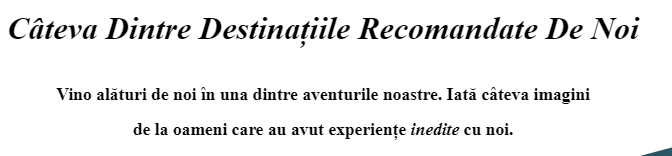 Câteva Dintre Destinațiile Recomandate De Noi
Vino alături de noi în una dintre aventurile noastre. Iată câteva imagini
de la oameni care au avut experiențe inedite cu noi.